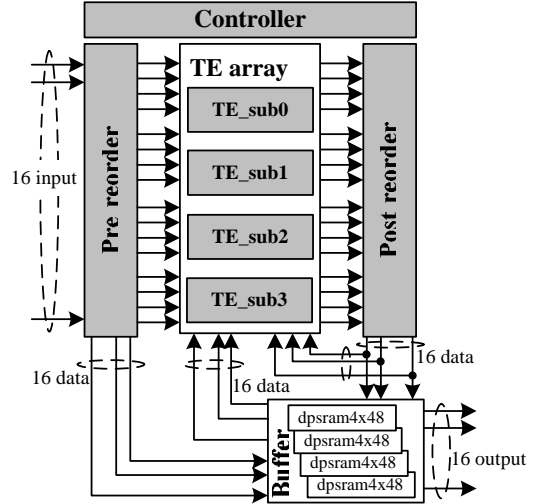 Controller
TE array
TE_sub0
TE_sub1
TE_sub2
TE_sub3
Pre reorder
Post reorder
16 input
16 data
16 data
16 data
Buffer
dpsram4x48
dpsram4x48
dpsram4x48
dpsram4x48
16 output